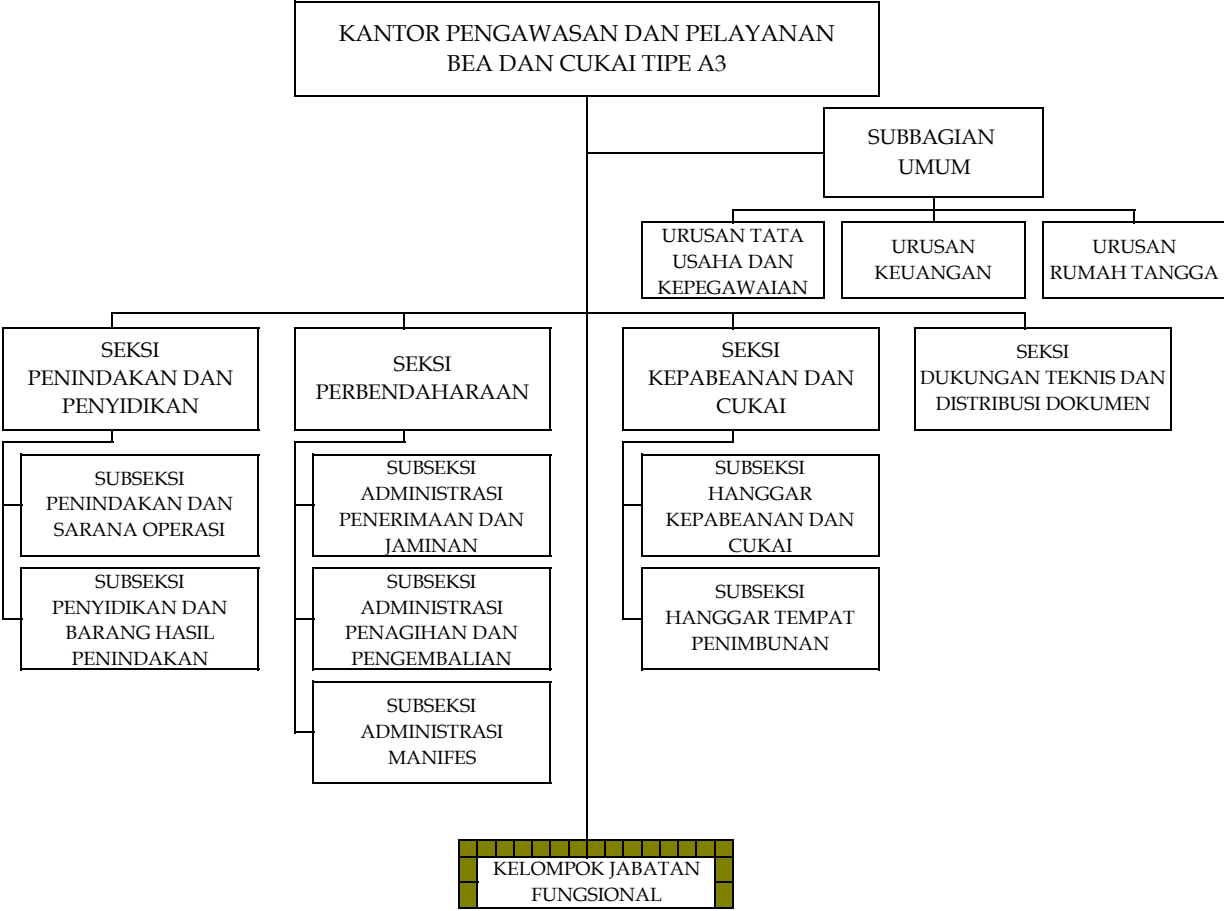 KANTOR PENGAWASAN DAN PELAYANAN
BEA DAN CUKAI TIPE A3
SUBBAGIAN
UMUM
URUSAN TATA
USAHA DAN
KEPEGAWAIAN
URUSAN
KEUANGAN
URUSAN
RUMAH TANGGA
SEKSI
PENINDAKAN DAN
PENYIDIKAN
SEKSI
PERBENDAHARAAN
SEKSI
KEPABEANAN DAN
CUKAI
SEKSI
DUKUNGAN TEKNIS DAN
DISTRIBUSI DOKUMEN
SUBSEKSI
PENINDAKAN DAN
SARANA OPERASI
SUBSEKSI
ADMINISTRASI
PENERIMAAN DAN
JAMINAN
SUBSEKSI
HANGGAR
KEPABEANAN DAN
CUKAI
SUBSEKSI
PENYIDIKAN DAN
BARANG HASIL
PENINDAKAN
SUBSEKSI
ADMINISTRASI
PENAGIHAN DAN
PENGEMBALIAN
SUBSEKSI
HANGGAR TEMPAT
PENIMBUNAN
SUBSEKSI
ADMINISTRASI
MANIFES
KELOMPOK JABATAN
FUNGSIONAL